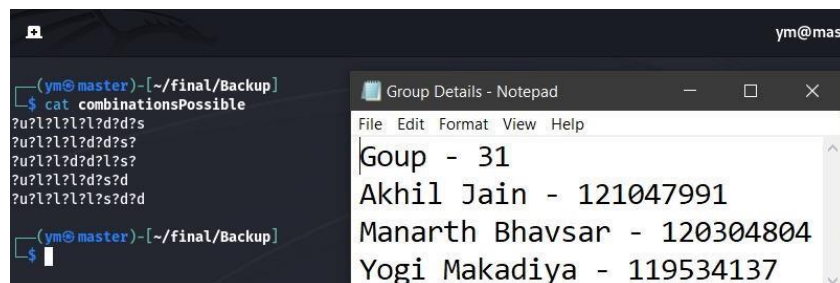 ym@mas
(ym㉿master)-[~/final/Backup]
$ cat combinationsPossible
?u?l?l?l?l?d?d?s
?u?l?l?l?d?d?s?
?u?l?l?d?d?l?s?
?u?l?l?l?d?s?d
?u?l?l?l?l?s?d?d
(ym㉿master)-[~/final/Backup]
$
Group Details - Notepad
File Edit Format View Help
Goup - 31
Akhil Jain - 121047991
Manarth Bhavsar - 120304804
Yogi Makadiya - 119534137